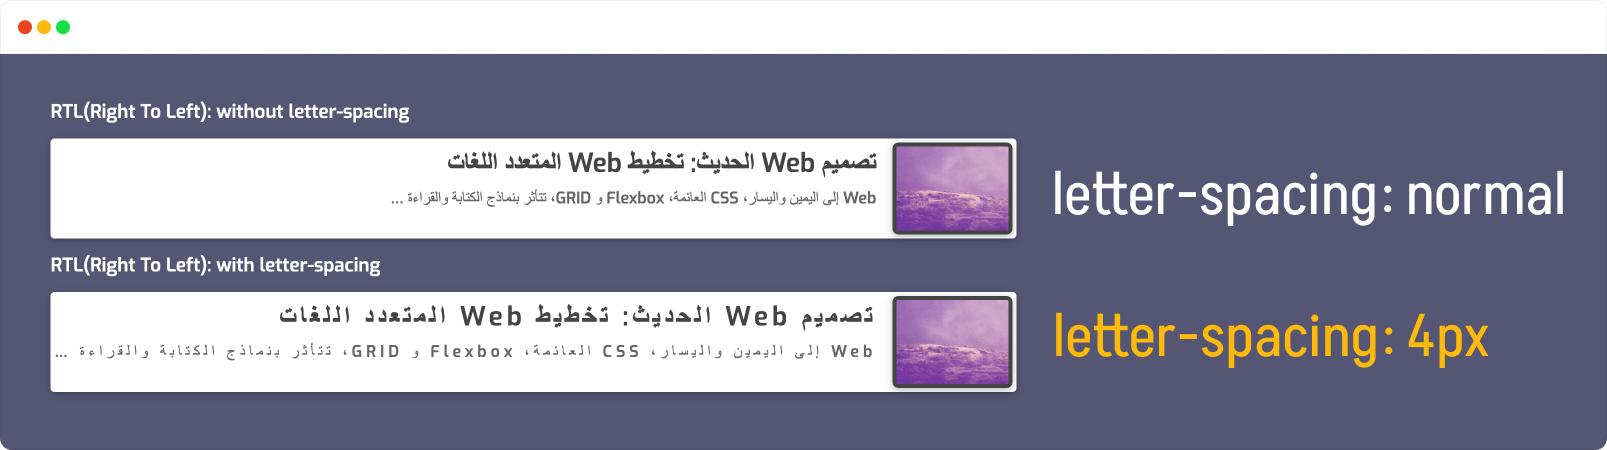 RTL(Right To Left): without letter-spacing
تصميم Web الحديث: تخطيط Web المتعدد اللغات
Web إلى اليمين واليسار، CSS العائمة، Flexbox و GRID، تتأثر بنماذج الكتابة والقراءة ...
letter-spacing: normal
RTL(Right To Left): with letter-spacing
تصميم Web الحديث: تخطيط Web المتعدد اللغات
Web إلى اليمين واليسار، CSS العائمة، Flexbox و GRID، تتأثر بنماذج الكتابة والقراءة ...
letter-spacing: 4px